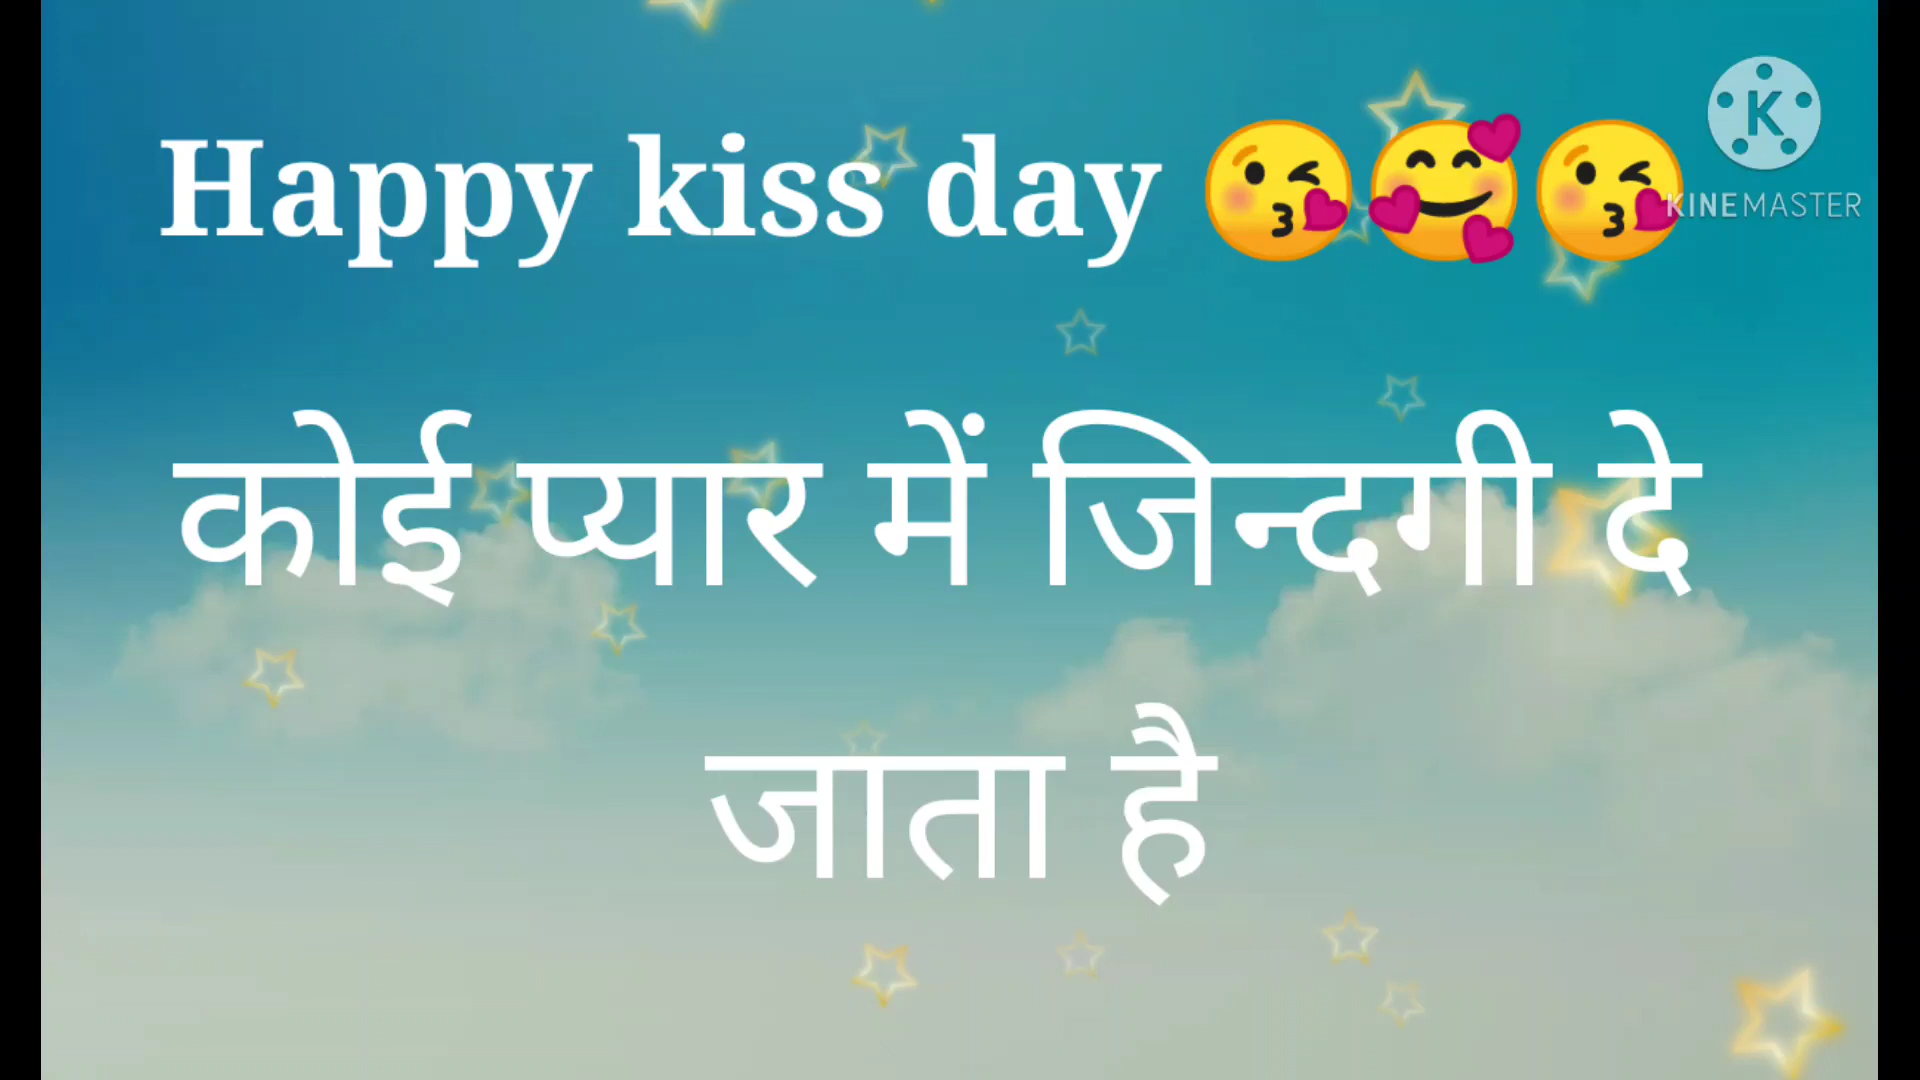 Happy kiss day 😘🥰😘
K
KINEMASTER
कोई प्यार में जिन्दगी दे
जाता है